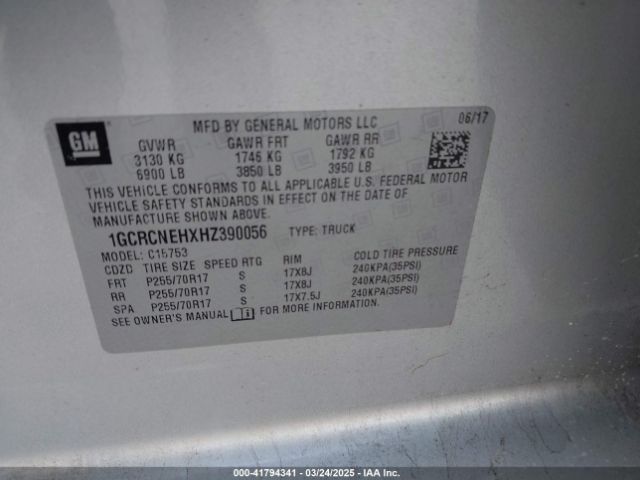 GM
MFD BY GENERAL MOTORS LLC 06/17
GVWR GAWR FRT GAWR RR
3130 KG 1746 KG 1792 KG
6900 LB 3850 LB 3950 LB
THIS VEHICLE CONFORMS TO ALL APPLICABLE U.S. FEDERAL MOTOR
VEHICLE SAFETY STANDARDS IN EFFECT ON THE DATE OF
MANUFACTURE SHOWN ABOVE.
1GCRCNEHXHZ390056 TYPE: TRUCK
MODEL: C15753
CDZD TIRE SIZE SPEED RTG RIM COLD TIRE PRESSURE
FRT P255/70R17 S 17X8J 240KPA(35PSI)
RR P255/70R17 S 17X8J 240KPA(35PSI)
SPA P255/70R17 S 17X7.5J 240KPA(35PSI)
SEE OWNER'S MANUAL FOR MORE INFORMATION.
000-41794341 | 03/24/2025 | IAA Inc.